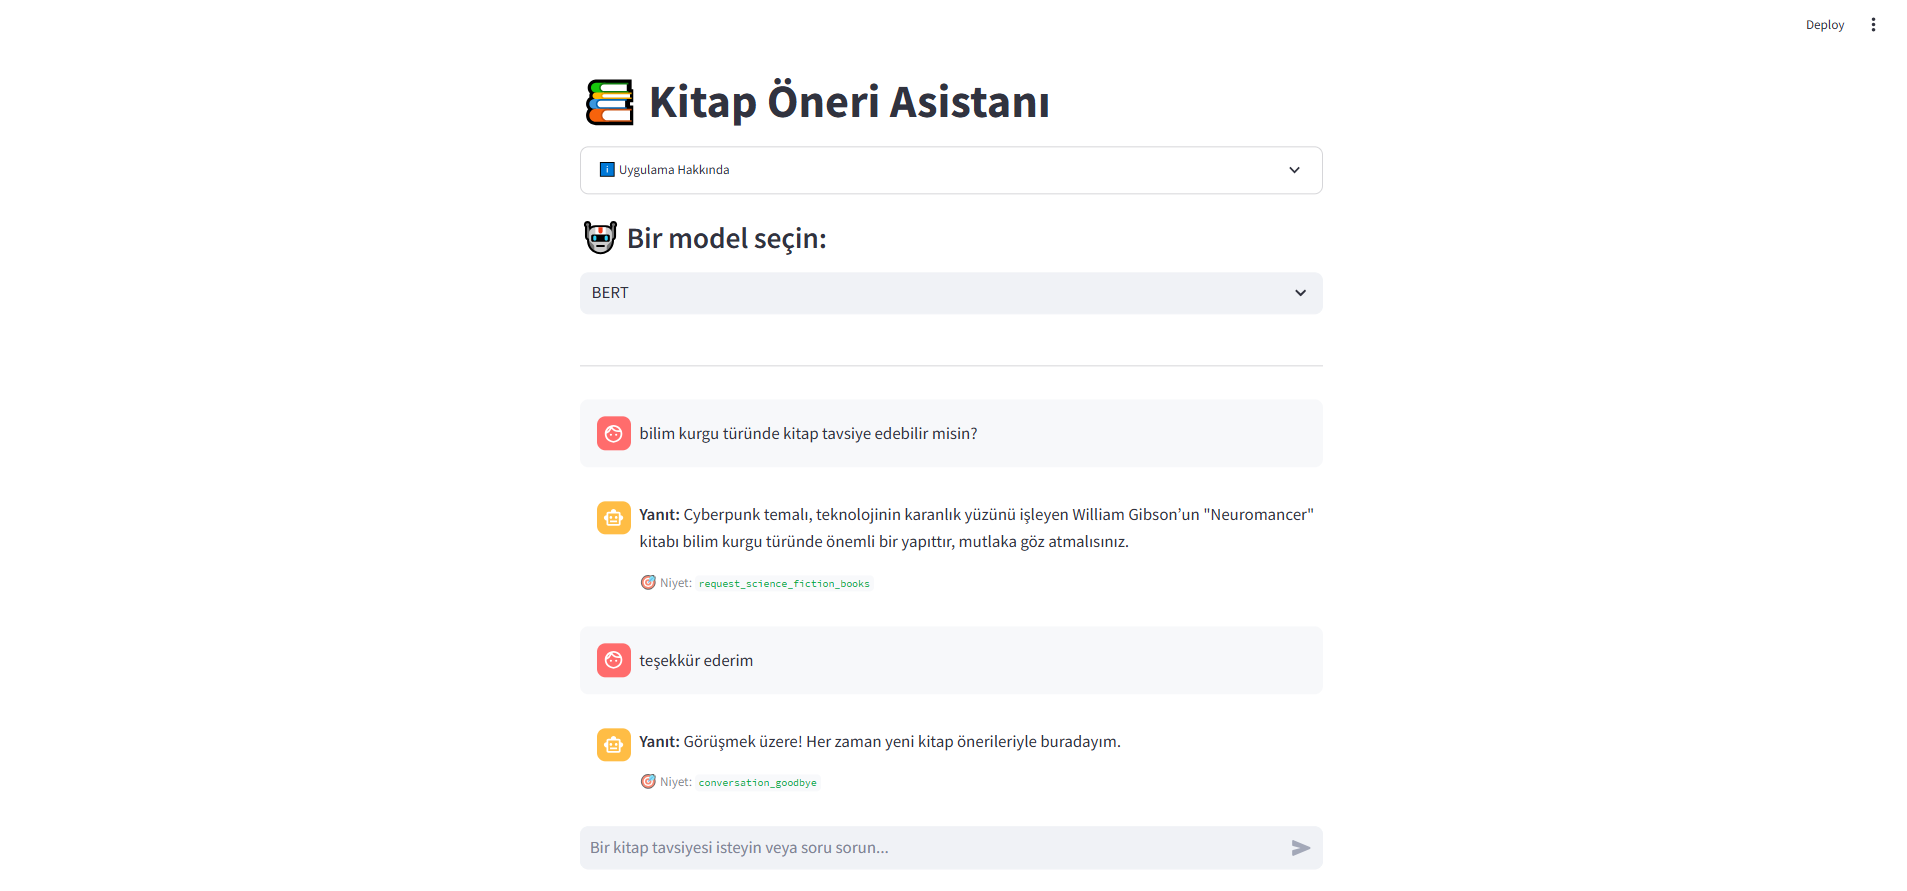 Deploy
Kitap Öneri Asistanı
Uygulama Hakkında
Bir model seçin:
BERT
bilim kurgu türünde kitap tavsiye edebilir misin?
Yanıt: Cyberpunk temalı, teknolojinin karanlık yüzünü işleyen William Gibson’un "Neuromancer"
kitabı bilim kurgu türünde önemli bir yapıttır, mutlaka göz atmalısınız.
Niyet: request_science_fiction_books
teşekkür ederim
Yanıt: Görüşmek üzere! Her zaman yeni kitap önerileriyle buradayım.
Niyet: conversation_goodbye
Bir kitap tavsiyesi isteyin veya soru sorun...